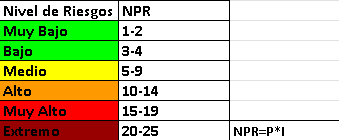 Nivel de Riesgos NPR
Muy Bajo 1-2
Bajo 3-4
Medio 5-9
Alto 10-14
Muy Alto 15-19
Extremo 20-25 NPR=P*I